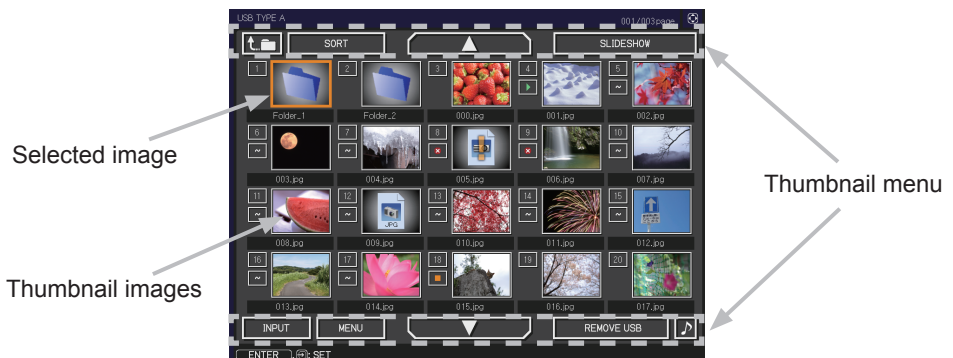 USB TYPE A 001/003page
SORT SLIDESHOW
1 2 3 4 5
Folder_1 Folder_2 000.jpg 001.jpg 002.jpg
Selected image
6 ~ 7 ~ 8 9 10 ~
003.jpg 004.jpg 005.jpg 006.jpg 007.jpg
Thumbnail menu
11 ~ 12 ~ 13 ~ 14 ~ 15 ~
JPG
008.jpg 009.jpg 010.jpg 011.jpg 012.jpg
Thumbnail images
16 ~ 17 ~ 18 19 20
013.jpg 014.jpg 015.jpg 016.jpg 017.jpg
INPUT MENU REMOVE USB
ENTER , : SET